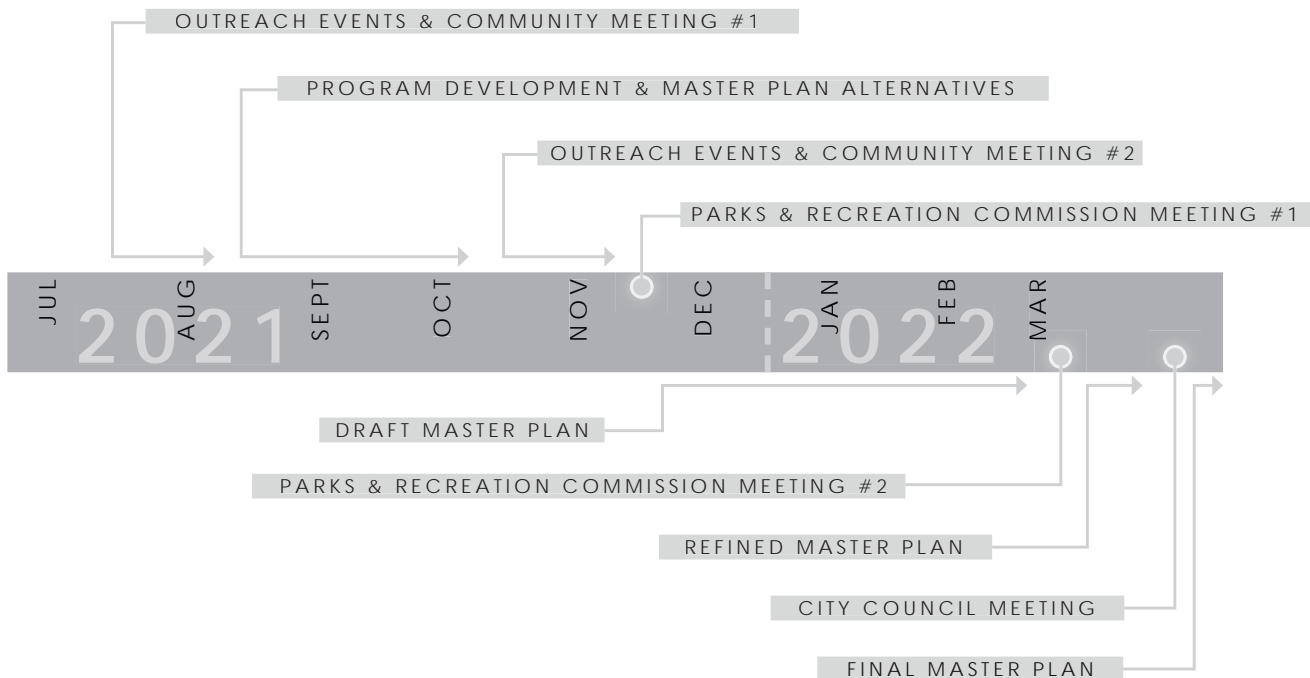 OUTREACH EVENTS & COMMUNITY MEETING #1
PROGRAM DEVELOPMENT & MASTER PLAN ALTERNATIVES
OUTREACH EVENTS & COMMUNITY MEETING #2
PARKS & RECREATION COMMISSION MEETING #1
JUL
AUG
SEPT
OCT
NOV
DEC
JAN
FEB
MAR
2021
2022
DRAFT MASTER PLAN
PARKS & RECREATION COMMISSION MEETING #2
REFINED MASTER PLAN
CITY COUNCIL MEETING
FINAL MASTER PLAN